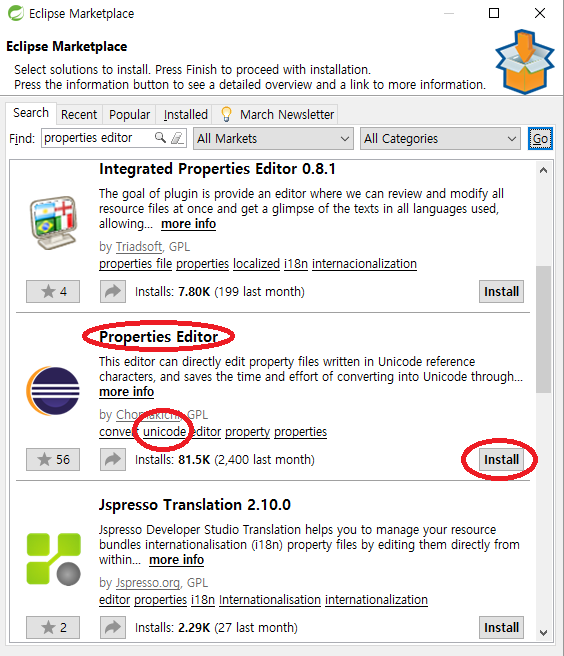 Eclipse Marketplace
Eclipse Marketplace
Select solutions to install. Press Finish to proceed with installation.
Press the information button to see a detailed overview and a link to more information.
Search Recent Popular Installed March Newsletter
Find: properties editor All Markets All Categories Go
Integrated Properties Editor 0.8.1
The goal of plugin is provide an editor where we can review and modify all
resource files at once and get a glimpse of the texts in all languages used,
allowing... more info
by Triadsoft, GPL
properties file properties localized i18n internacionalization
4 Installs: 7.80K (199 last month) Install
Properties Editor
This editor can directly edit property files written in Unicode reference
characters, and saves the time and effort of converting into Unicode through...
more info
by GPL
convert unicode editor property properties
56 Installs: 81.5K (2,400 last month) Install
Jspresso Translation 2.10.0
Jspresso Developer Studio Translation helps you to manage your resource
bundles internationalisation (i18n) property files by editing them directly from
within... more info
by Jspresso.org, GPL
editor properties i18n Internationalisation internationalization
2 Installs: 2.29K (27 last month) Install